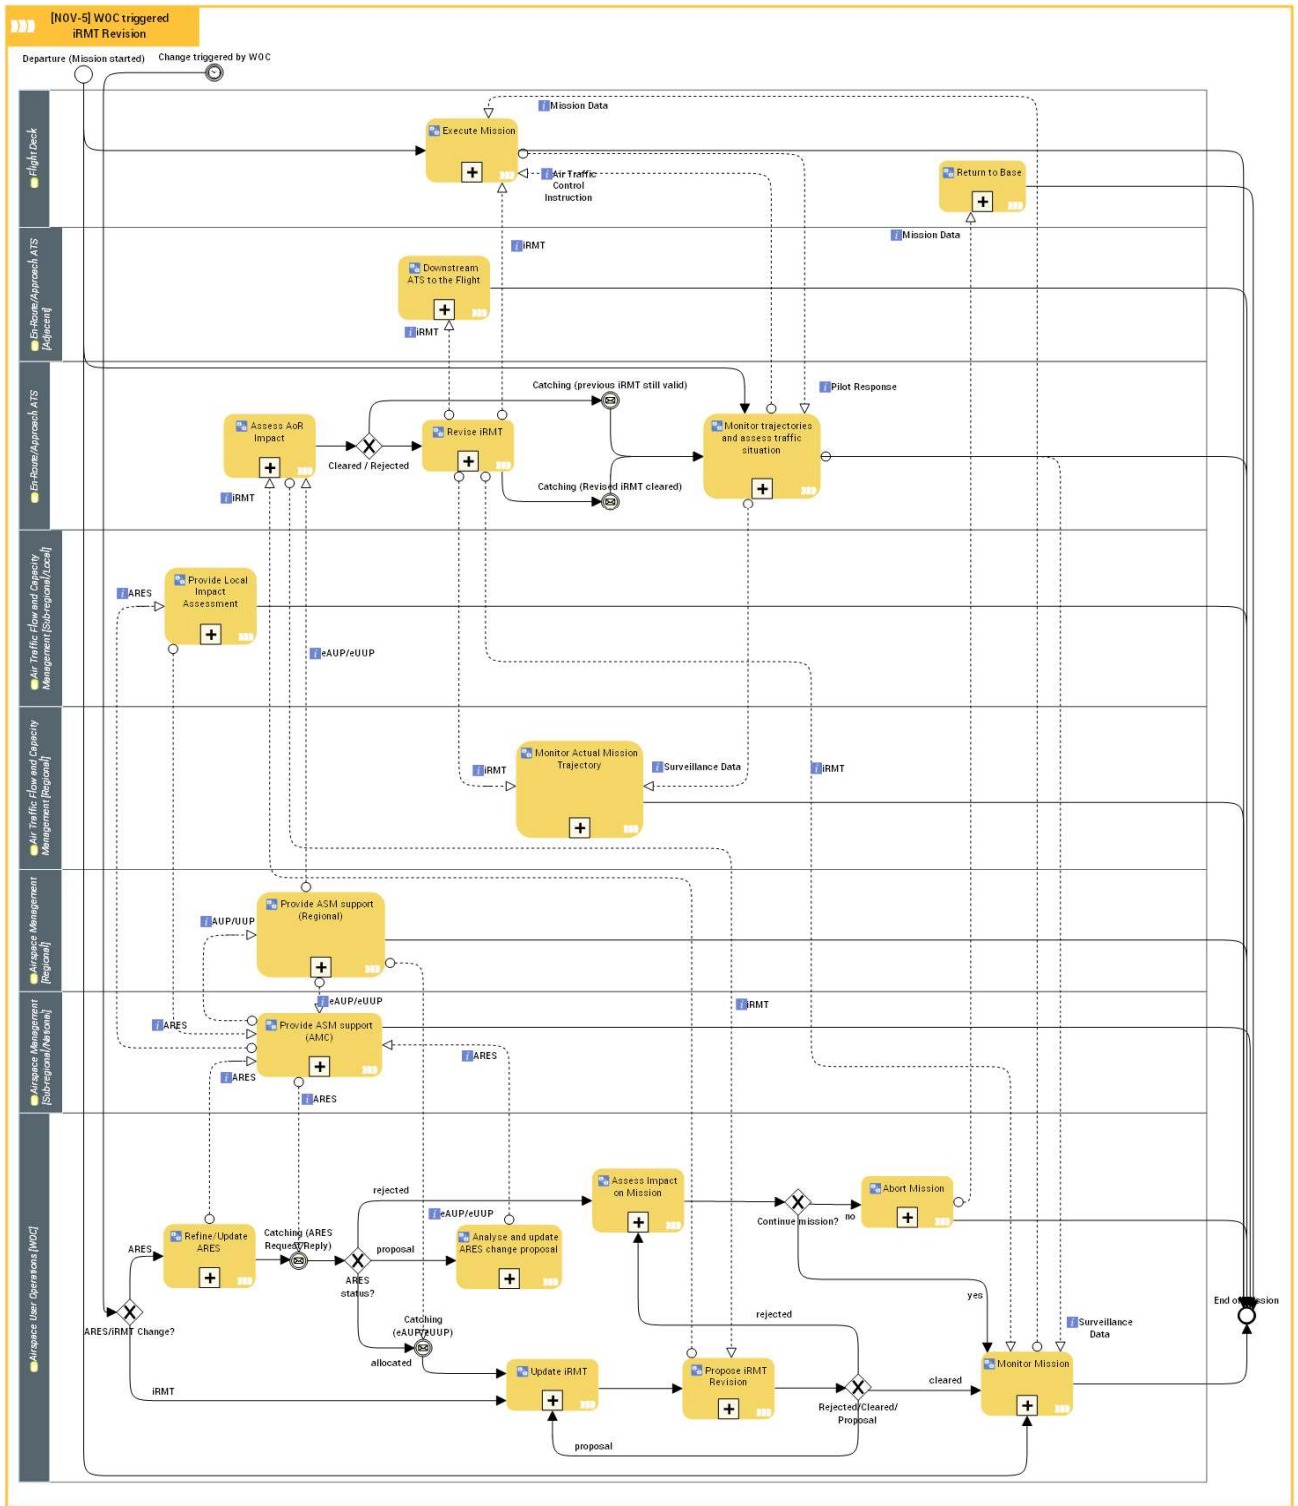 [NOV-5] WOC triggered
iRMT Revision
Departure (Mission started)
Change triggered by WOC
Flight Deck
Mission Data
Execute Mission
Air Traffic
Control
Instruction
Return to Base
Mission Data
iRMT
En-Route/Approach ATS
[Adjacent]
Downstream
ATS to the Flight
iRMT
En-Route/Approach ATS
Catching (previous iRMT still valid)
Pilot Response
Assess AoR
Impact
Revise iRMT
Monitor trajectories
and assess traffic
situation
Cleared / Rejected
Catching (Revised iRMT cleared)
iRMT
Air Traffic Flow and Capacity
Management [Sub-regional/Local]
Provide Local
Impact
Assessment
ARES
eAUP/eUUP
Air Traffic Flow and Capacity
Management [Regional]
Monitor Actual Mission
Trajectory
iRMT
Surveillance Data
iRMT
Airspace Management
[Regional]
Provide ASM support
(Regional)
AUP/UUP
eAUP/eUUP
iRMT
Airspace Management
[Sub-regional/National]
ARES
Provide ASM support
(AMC)
ARES
ARES
ARES
Airspace User Operations [WOC]
rejected
Assess Impact
on Mission
Abort Mission
Continue mission?
no
eAUP/eUUP
Catching (ARES
Request/Reply)
ARES
Refine/Update
ARES
proposal
Analyse and update
ARES change proposal
ARES
status?
yes
End of Mission
ARES/iRMT Change?
Catching
(eAUP/eUUP)
rejected
Surveillance
Data
allocated
Update iRMT
Propose iRMT
Revision
Monitor Mission
iRMT
cleared
Rejected/Cleared/
Proposal
proposal